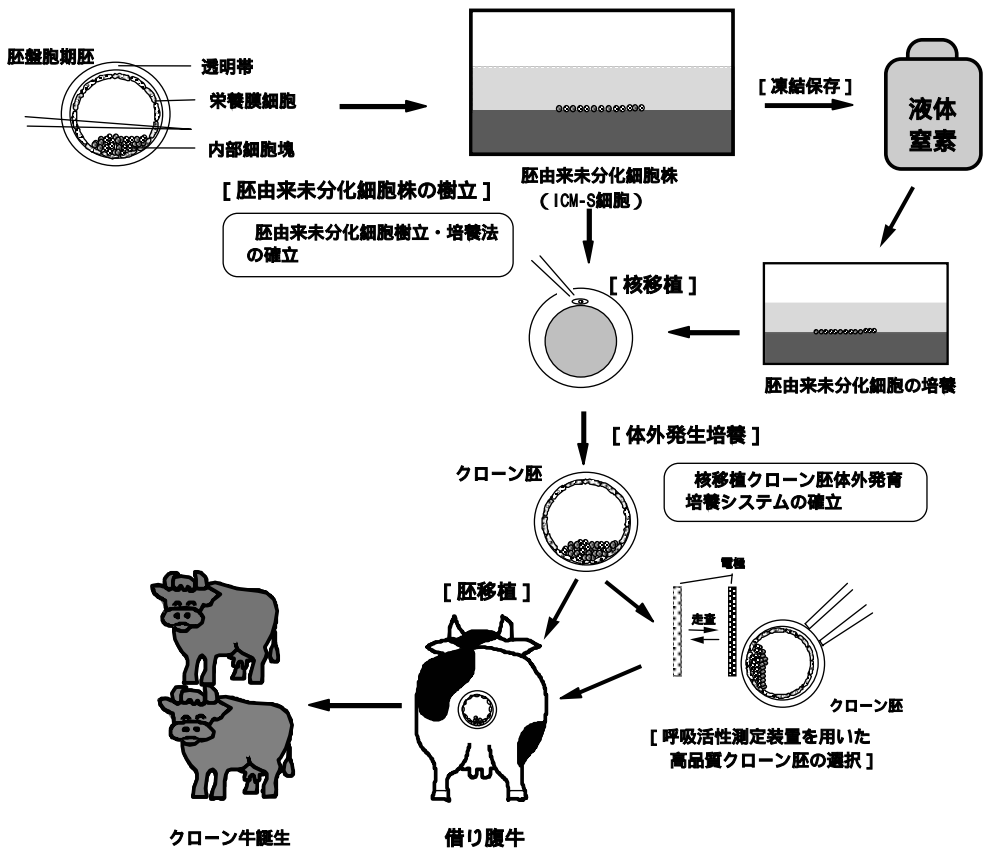 胚盤胞期胚
透明帯
栄養膜細胞
内部細胞塊
[ 凍結保存 ]
液体
窒素
[ 胚由来未分化細胞株の樹立 ]
胚由来未分化細胞株
( ICM-S細胞 )
胚由来未分化細胞樹立・培養法
の確立
[ 核移植 ]
胚由来未分化細胞の培養
[ 体外発生培養 ]
クローン胚
核移植クローン胚体外発育
培養システムの確立
電極
[ 胚移植 ]
走査
クローン胚
[ 呼吸活性測定装置を用いた
高品質クローン胚の選択 ]
クローン牛誕生
借り腹牛